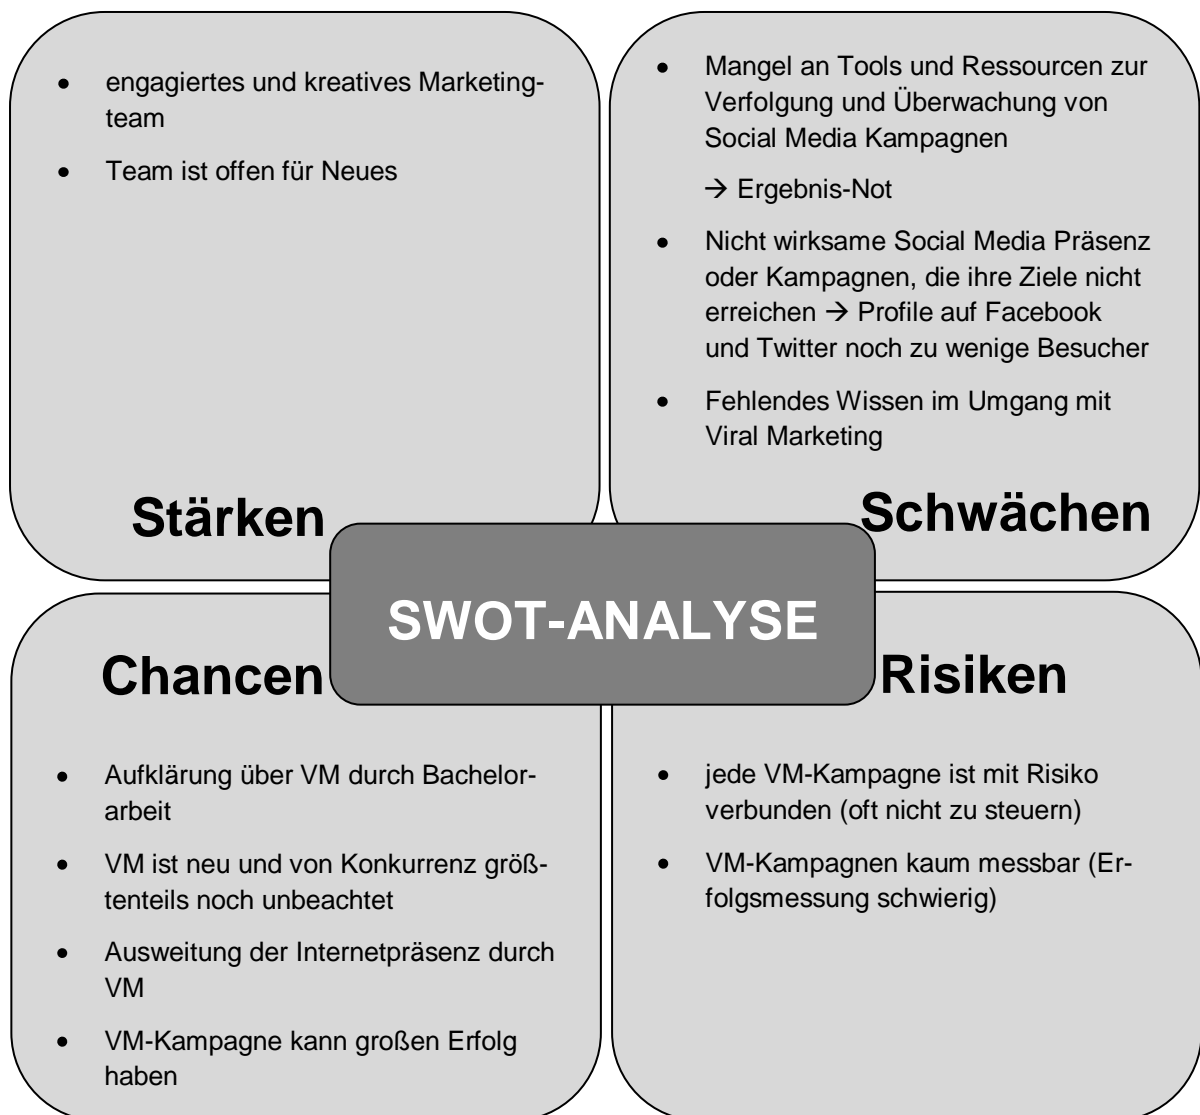 • engagiertes und kreatives Marketing-
team
• Team ist offen für Neues
Stärken
• Mangel an Tools und Ressourcen zur
Verfolgung und Überwachung von
Social Media Kampagnen
→ Ergebnis-Not
• Nicht wirksame Social Media Präsenz
oder Kampagnen, die ihre Ziele nicht
erreichen → Profile auf Facebook
und Twitter noch zu wenige Besucher
• Fehlendes Wissen im Umgang mit
Viral Marketing
Schwächen
SWOT-ANALYSE
Chancen
• Aufklärung über VM durch Bachelor-
arbeit
• VM ist neu und von Konkurrenz größ-
tenteils noch unbeachtet
• Ausweitung der Internetpräsenz durch
VM
• VM-Kampagne kann großen Erfolg
haben
Risiken
• jede VM-Kampagne ist mit Risiko
verbunden (oft nicht zu steuern)
• VM-Kampagnen kaum messbar (Er-
folgsmessung schwierig)